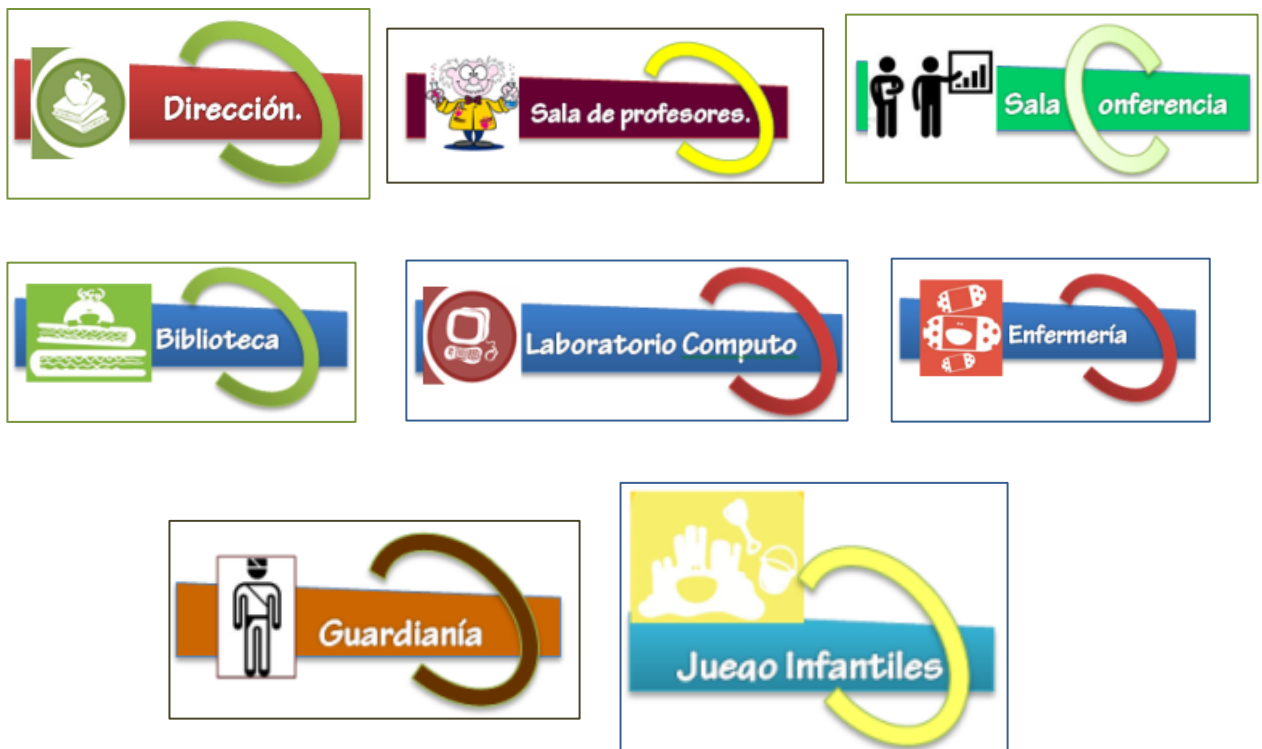 Dirección.
Sala de profesores.
Sala Conferencia
Biblioteca
Laboratorio Computo
Enfermería
Guardianía
Juego Infantiles